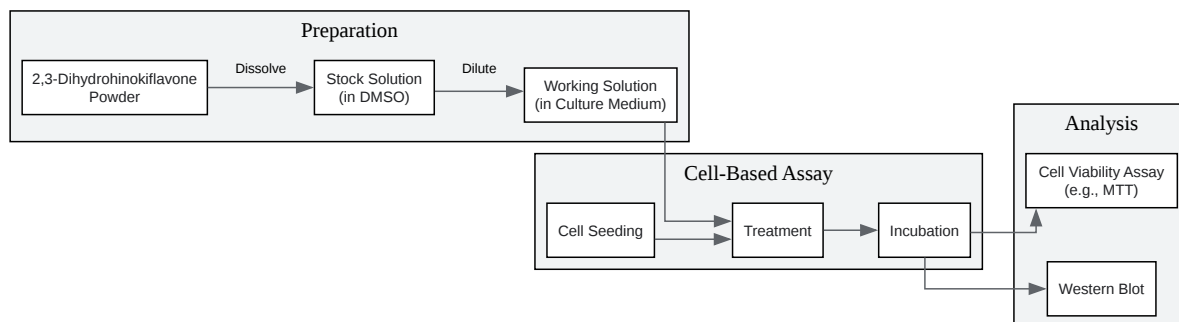 Preparation
2,3-Dihydrohinokiflavone
Powder
Dissolve
Stock Solution
(in DMSO)
Dilute
Working Solution
(in Culture Medium)
Cell-Based Assay
Cell Seeding
Treatment
Incubation
Analysis
Cell Viability Assay
(e.g., MTT)
Western Blot